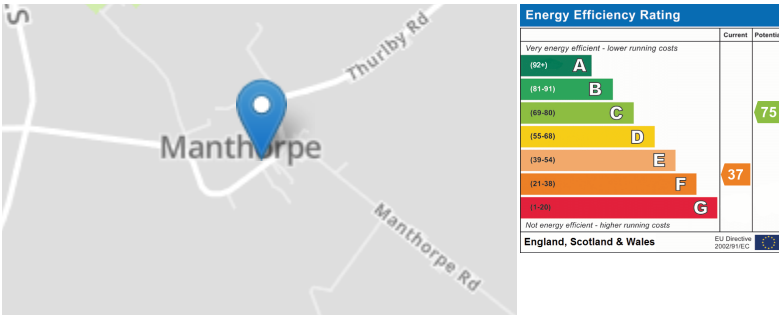 Thurlby Rd
Manthorpe
Manthorpe Rd
Energy Efficiency Rating
Current Potentia
Very energy efficient - lower running costs
(92+) A
(81-91) B
(69-80) C
75
(55-68) D
(39-54) E
37
(21-38) F
(1-20) G
Not energy efficient - higher running costs
England, Scotland & Wales
EU Directive
2002/91/EC